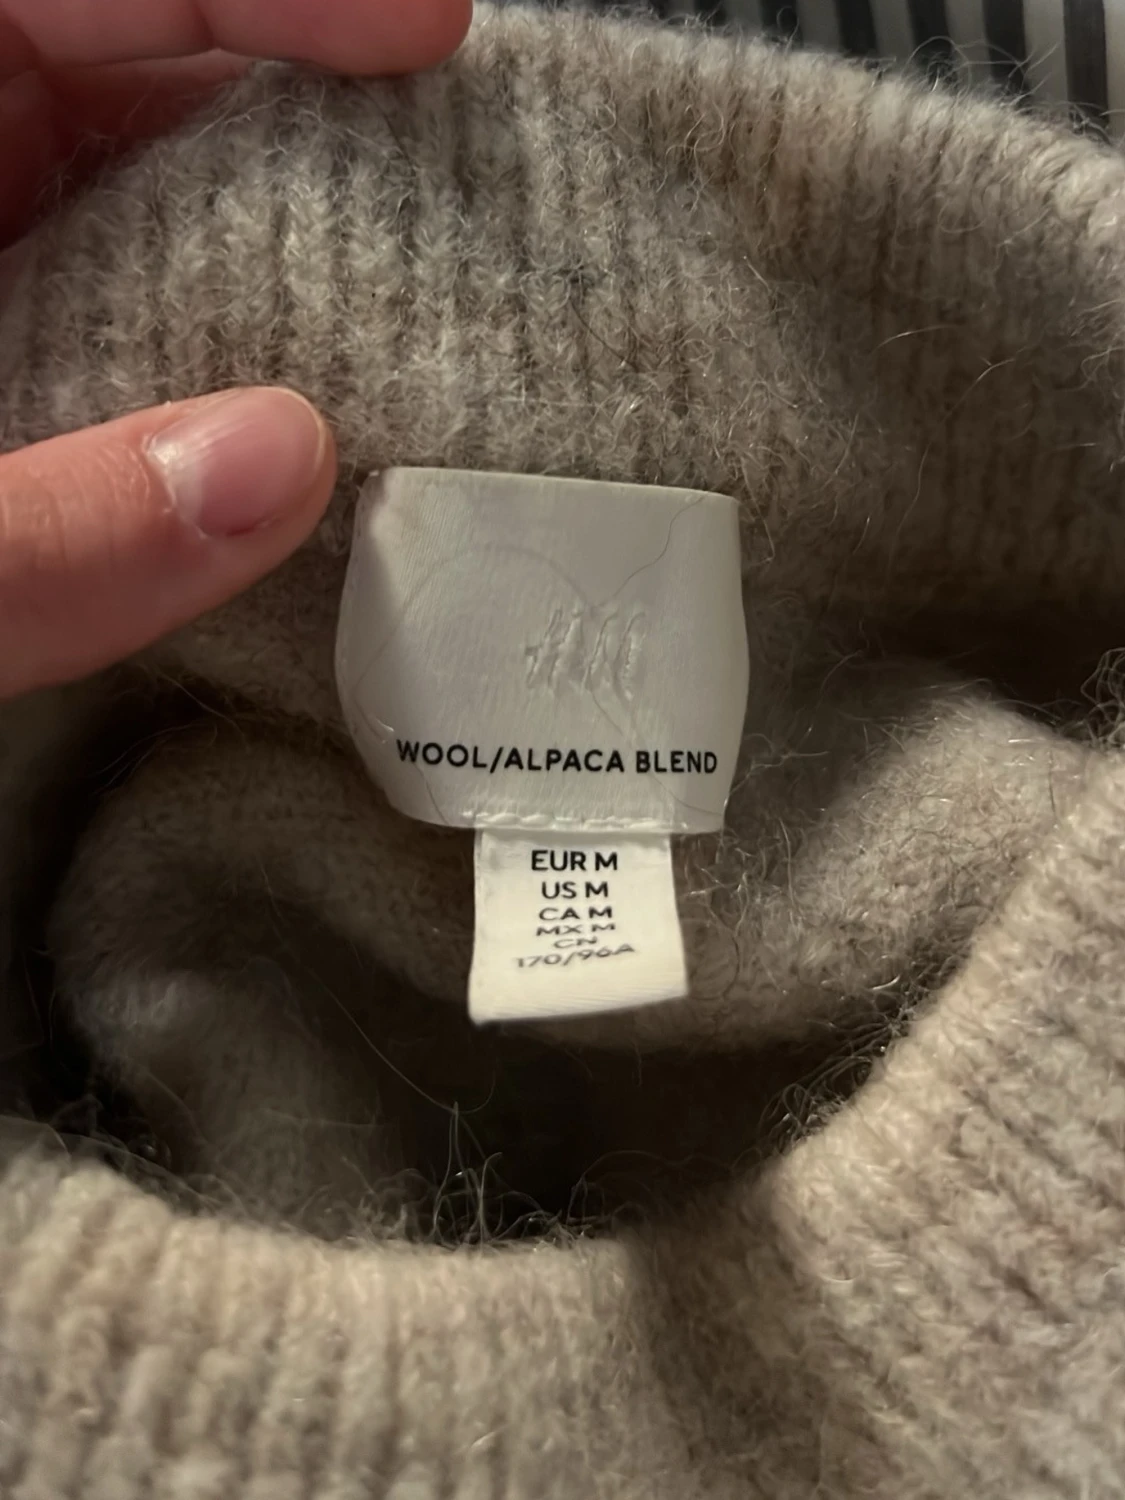 H&M
WOOL/ALPACA BLEND
EUR M
US M
CA M
MX M
CN
170/96A